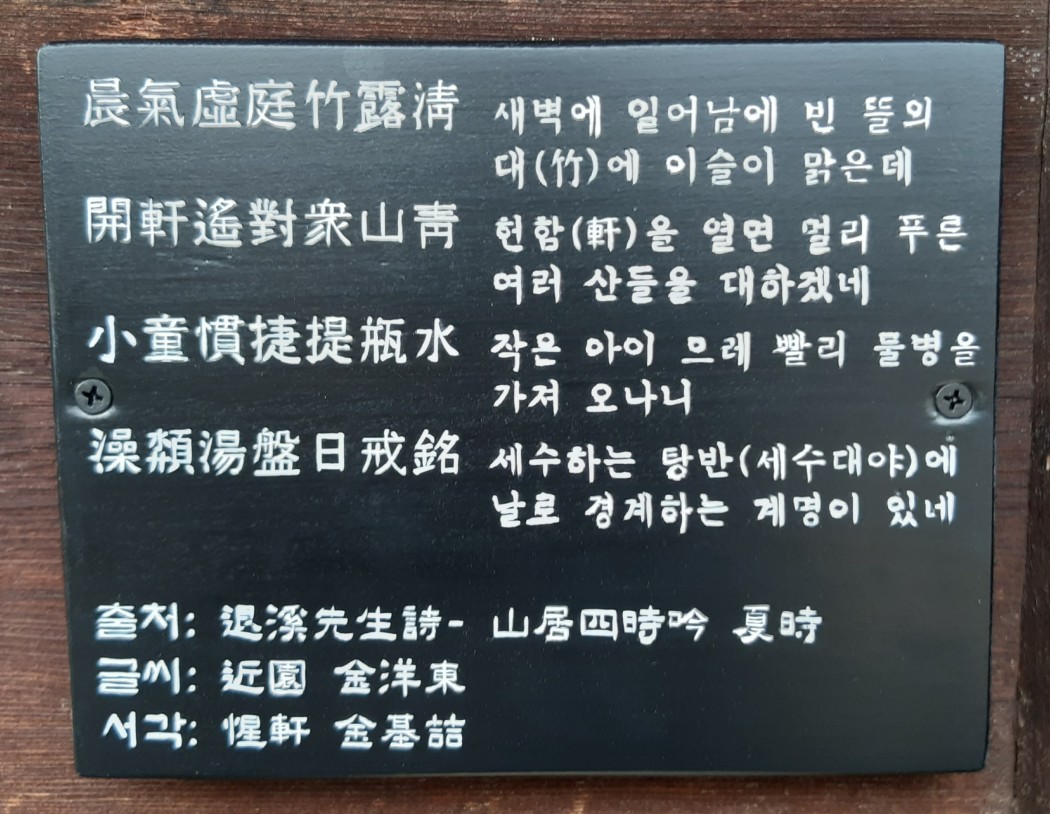 晨氣虛庭竹露淸 새벽에 일어남에 빈 뜰의
대(竹)에 이슬이 맑은데
開軒遙對衆山靑 헌함(軒)을 열면 멀리 푸른
여러 산들을 대하겠네
小童慣捷提瓶水 작은 아이 으레 빨리 물병을
가져 오나니
澡頮湯盤日戒銘 세수하는 탕반(세수대야)에
날로 경계하는 계명이 있네
출처: 退溪先生詩- 山居四時吟 夏時
글씨: 近園 金洋東
서각: 惺軒 金基詰